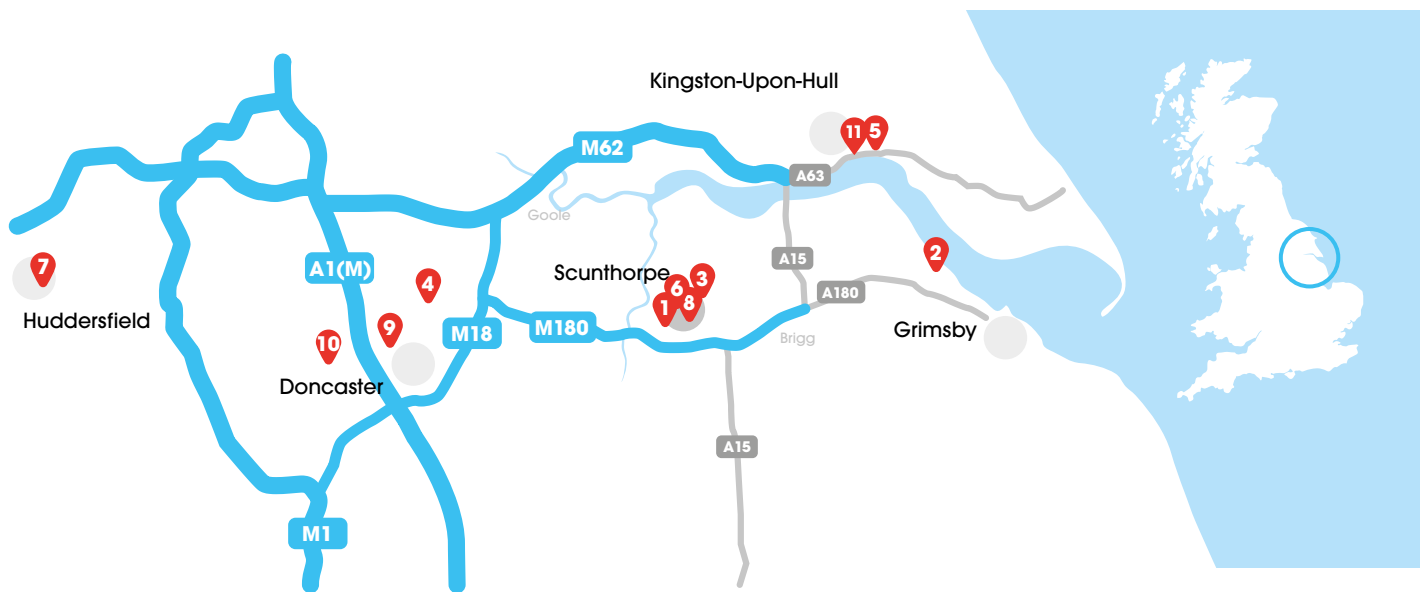 Kingston-Upon-Hull
11
5
M62
A63
Goole
2
A15
Scunthorpe
3
6
1
8
A180
A1(M)
4
7
Huddersfield
M18
M180
9
10
Brigg
Grimsby
Doncaster
A15
M1